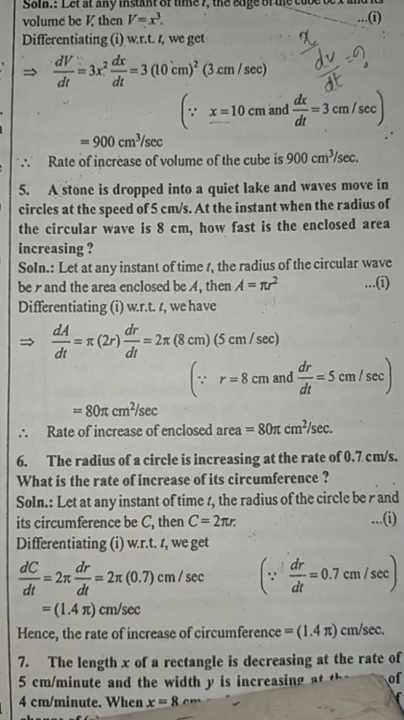 Soln.: Let at any instant of time t, the edge of the cube be x and its
volume be V, then V = x³. ...(i)
Differentiating (i) w.r.t. t, we get
⇒ dV/dt = 3x² dx/dt = 3 (10 cm)² (3 cm / sec)
x
dv/dt = ?
(∵ x = 10 cm and dx/dt = 3 cm / sec)
= 900 cm³/sec
∴ Rate of increase of volume of the cube is 900 cm³/sec.
5. A stone is dropped into a quiet lake and waves move in
circles at the speed of 5 cm/s. At the instant when the radius of
the circular wave is 8 cm, how fast is the enclosed area
increasing ?
Soln.: Let at any instant of time t, the radius of the circular wave
be r and the area enclosed be A, then A = πr² ...(i)
Differentiating (i) w.r.t. t, we have
⇒ dA/dt = π (2r) dr/dt = 2π (8 cm) (5 cm / sec)
(∵ r = 8 cm and dr/dt = 5 cm / sec)
= 80π cm²/sec
∴ Rate of increase of enclosed area = 80π cm²/sec.
6. The radius of a circle is increasing at the rate of 0.7 cm/s.
What is the rate of increase of its circumference ?
Soln.: Let at any instant of time t, the radius of the circle be r and
its circumference be C, then C = 2πr. ...(i)
Differentiating (i) w.r.t. t, we get
dC/dt = 2π dr/dt = 2π (0.7) cm / sec (∵ dr/dt = 0.7 cm / sec)
= (1.4 π) cm/sec
Hence, the rate of increase of circumference = (1.4 π) cm/sec.
7. The length x of a rectangle is decreasing at the rate of
5 cm/minute and the width y is increasing at the of
4 cm/minute. When x = 8 cm